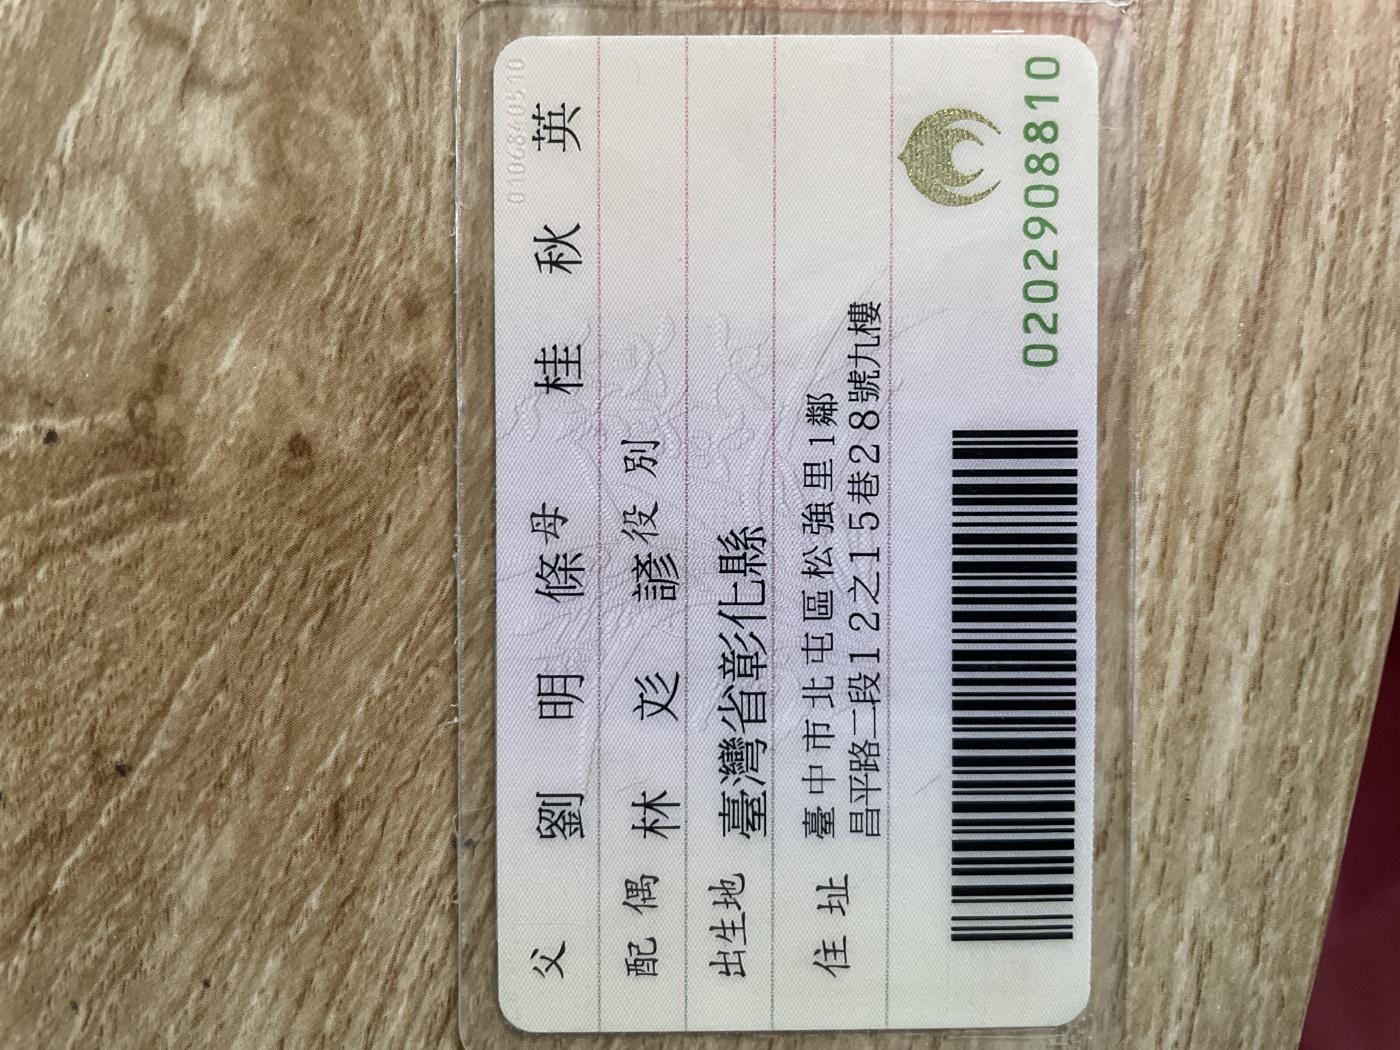 0106840510
父 劉明條 母 桂秋英
配偶 林彣諺 役別
出生地 臺灣省彰化縣
住址 臺中市北屯區松強里1鄰
昌平路二段12之15巷28號九樓
0202908810